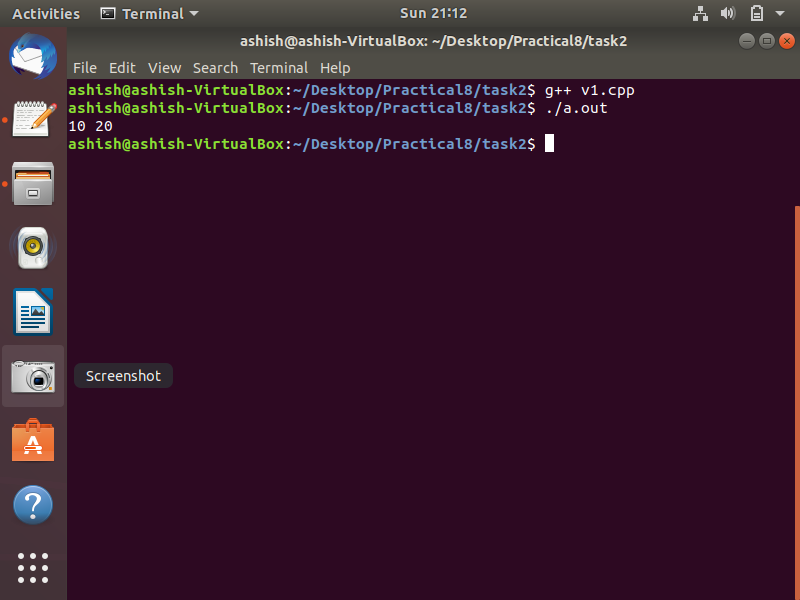 Activities Terminal Sun 21:12
ashish@ashish-VirtualBox: ~/Desktop/Practical8/task2
File Edit View Search Terminal Help
ashish@ashish-VirtualBox:~/Desktop/Practical8/task2$ g++ v1.cpp
ashish@ashish-VirtualBox:~/Desktop/Practical8/task2$ ./a.out
10 20
ashish@ashish-VirtualBox:~/Desktop/Practical8/task2$
Screenshot